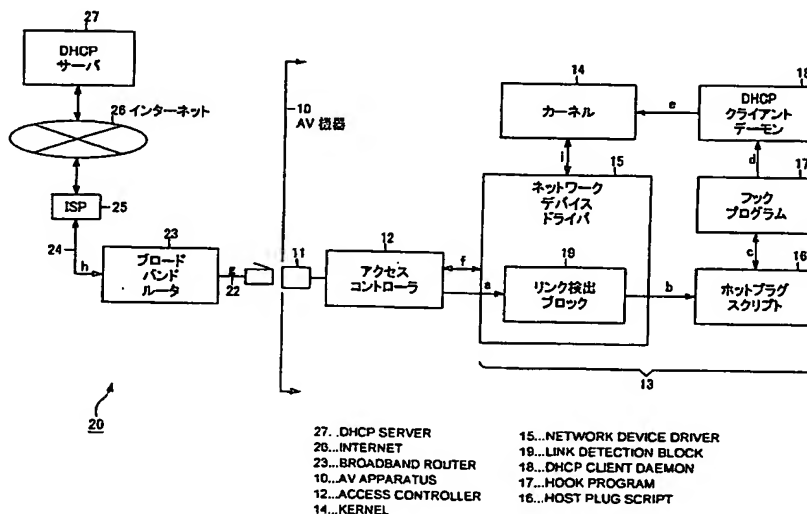 27
DHCP
サーバ
26 インターネット
ISP
25
24
h
23
ブロード
バンド
ルータ
g
22
10
AV 機器
11
12
アクセス
コントローラ
f
a
14
カーネル
i
15
ネットワーク
デバイス
ドライバ
19
リンク検出
ブロック
b
e
18
DHCP
クライアント
デーモン
d
17
フック
プログラム
c
16
ホットプラグ
スクリプト
13
20
27...DHCP SERVER
26...INTERNET
23...BROADBAND ROUTER
10...AV APPARATUS
12...ACCESS CONTROLLER
14...KERNEL
15...NETWORK DEVICE DRIVER
19...LINK DETECTION BLOCK
18...DHCP CLIENT DAEMON
17...HOOK PROGRAM
16...HOST PLUG SCRIPT